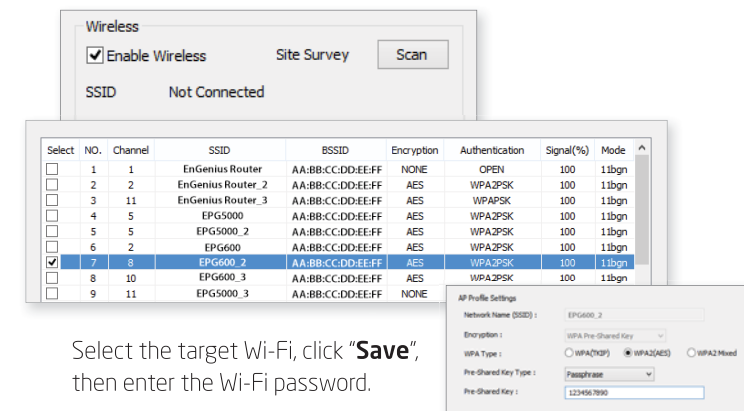 Wireless
Enable Wireless Site Survey Scan
SSID Not Connected
Select NO. Channel SSID BSSID Encryption Authentication Signal(%) Mode
1 1 EnGenius Router AA:BB:CC:DD:EE:FF NONE OPEN 100 11bgn
2 2 EnGenius Router_2 AA:BB:CC:DD:EE:FF AES WPA2PSK 100 11bgn
3 11 EnGenius Router_3 AA:BB:CC:DD:EE:FF AES WPAPSK 100 11bgn
4 5 EPG5000 AA:BB:CC:DD:EE:FF AES WPA2PSK 100 11bgn
5 5 EPG5000_2 AA:BB:CC:DD:EE:FF AES WPA2PSK 100 11bgn
6 2 EPG600 AA:BB:CC:DD:EE:FF AES WPA2PSK 100 11bgn
7 8 EPG600_2 AA:BB:CC:DD:EE:FF AES WPA2PSK 100 11bgn
8 10 EPG600_3 AA:BB:CC:DD:EE:FF AES WPA2PSK 100 11bgn
9 11 EPG5000_3 AA:BB:CC:DD:EE:FF NONE
AP Profile Settings
Network Name (SSID) : EPG600_2
Encryption : WPA Pre-Shared Key
WPA Type : WPA(TKIP) WPA2(AES) WPA2 Mixed
Pre-Shared Key Type : Passphrase
Pre-Shared Key : 1234567890
Select the target Wi-Fi, click “Save”,
then enter the Wi-Fi password.